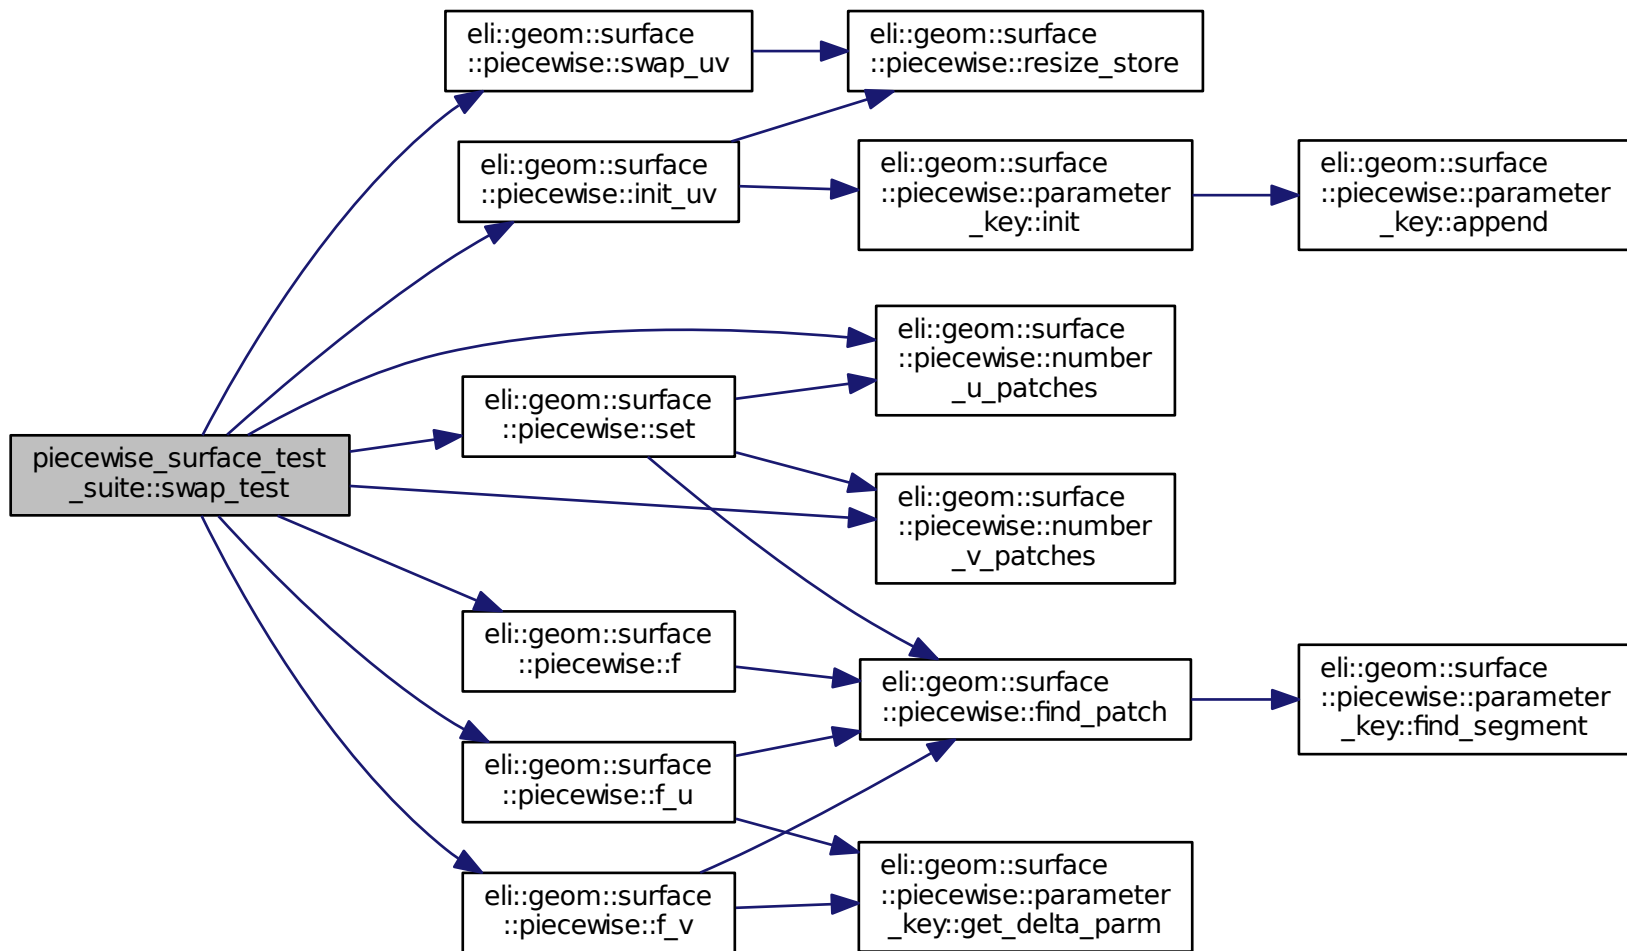 eli::geom::surface
::piecewise::swap_uv
eli::geom::surface
::piecewise::resize_store
eli::geom::surface
::piecewise::init_uv
eli::geom::surface
::piecewise::parameter
_key::init
eli::geom::surface
::piecewise::parameter
_key::append
eli::geom::surface
::piecewise::number
_u_patches
eli::geom::surface
::piecewise::set
piecewise_surface_test
_suite::swap_test
eli::geom::surface
::piecewise::number
_v_patches
eli::geom::surface
::piecewise::f
eli::geom::surface
::piecewise::find_patch
eli::geom::surface
::piecewise::parameter
_key::find_segment
eli::geom::surface
::piecewise::f_u
eli::geom::surface
::piecewise::f_v
eli::geom::surface
::piecewise::parameter
_key::get_delta_parm